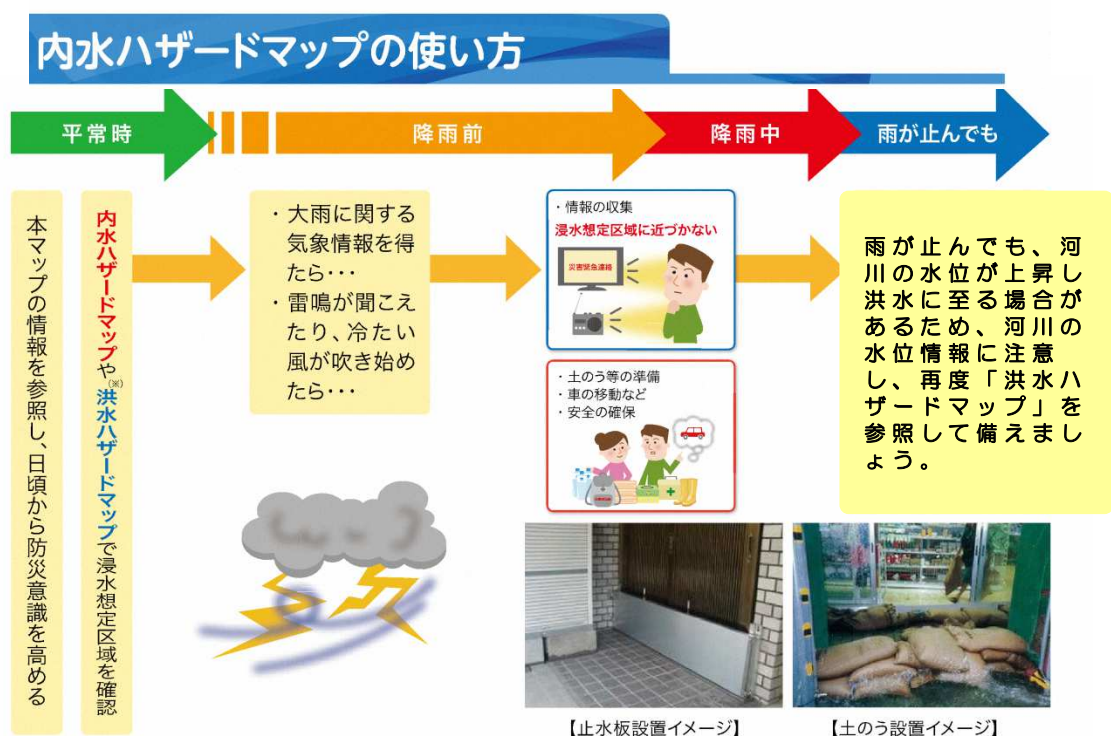 内水ハザードマップの使い方
平常時
降雨前
降雨中
雨が止んでも
本マップの情報を参照し、日頃から防災意識を高める
内水ハザードマップや洪水ハザードマップで浸水想定区域を確認
(※)
・大雨に関する
気象情報を得
たら・・・
・雷鳴が聞こえ
たり、冷たい
風が吹き始め
たら・・・
・情報の収集
浸水想定区域に近づかない
災害緊急連絡
・土のう等の準備
・車の移動など
・安全の確保
雨が止んでも、河
川の水位が上昇し
洪水に至る場合が
あるため、河川の
水位情報に注意
し、再度「洪水ハ
ザードマップ」を
参照して備えまし
ょう。
【止水板設置イメージ】
【土のう設置イメージ】